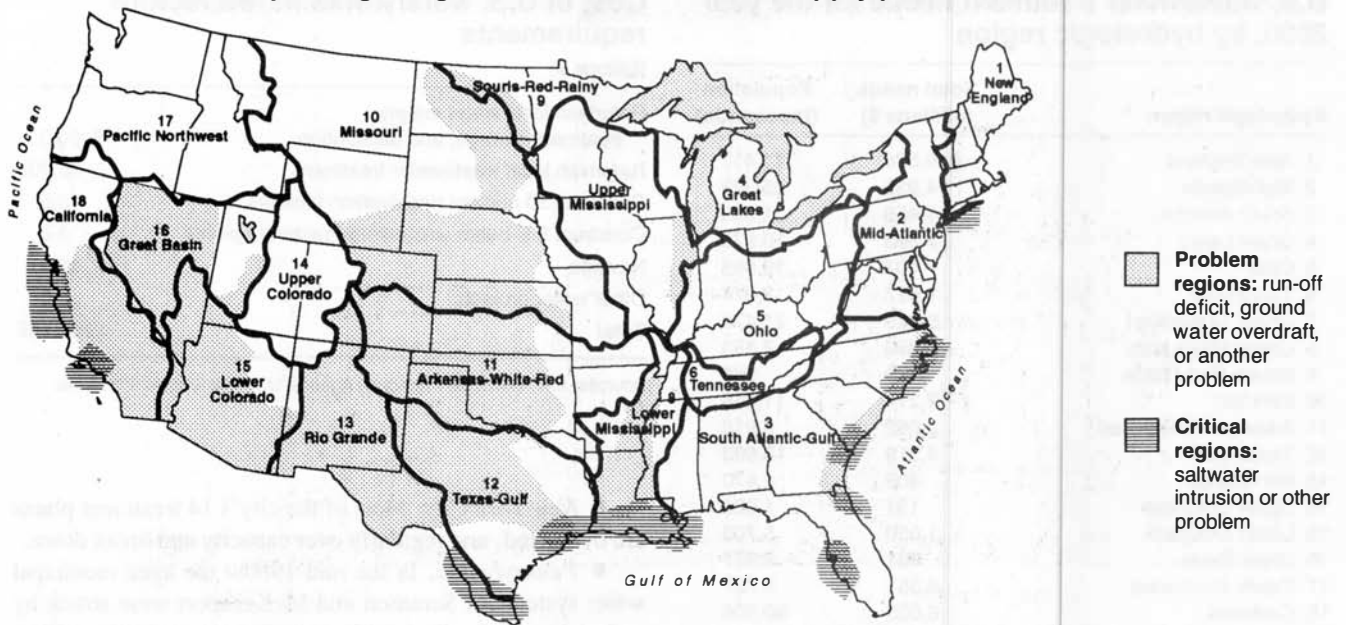 1
New
England
Souris-Red-Rainy
9
17
Pacific Northwest
10
Missouri
Pacific Ocean
7
Upper
Mississippi
4
Great
Lakes
18
California
2
Mid-Atlantic
16
Great Basin
14
Upper
Colorado
5
Ohio
15
Lower
Colorado
11
Arkansas-White-Red
6
Tennessee
8
Lower
Mississippi
3
South Atlantic-Gulf
13
Rio Grande
Atlantic Ocean
12
Texas-Gulf
Gulf of Mexico
Problem
regions: run-off
deficit, ground
water overdraft,
or another
problem
Critical
regions:
saltwater
intrusion or other
problem